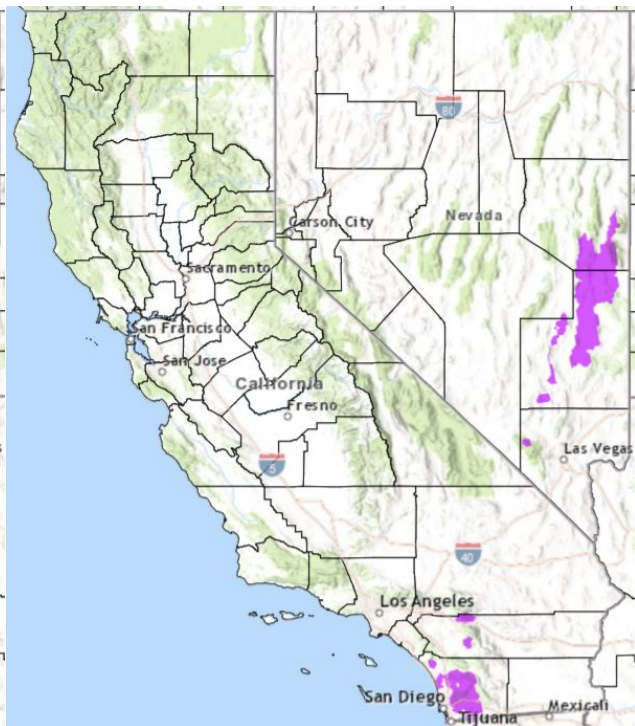 80
Carson City
Nevada
Sacramento
San Francisco
San Jose
California
Fresno
5
Las Vegas
40
Los Angeles
San Diego
Tijuana
Mexicali